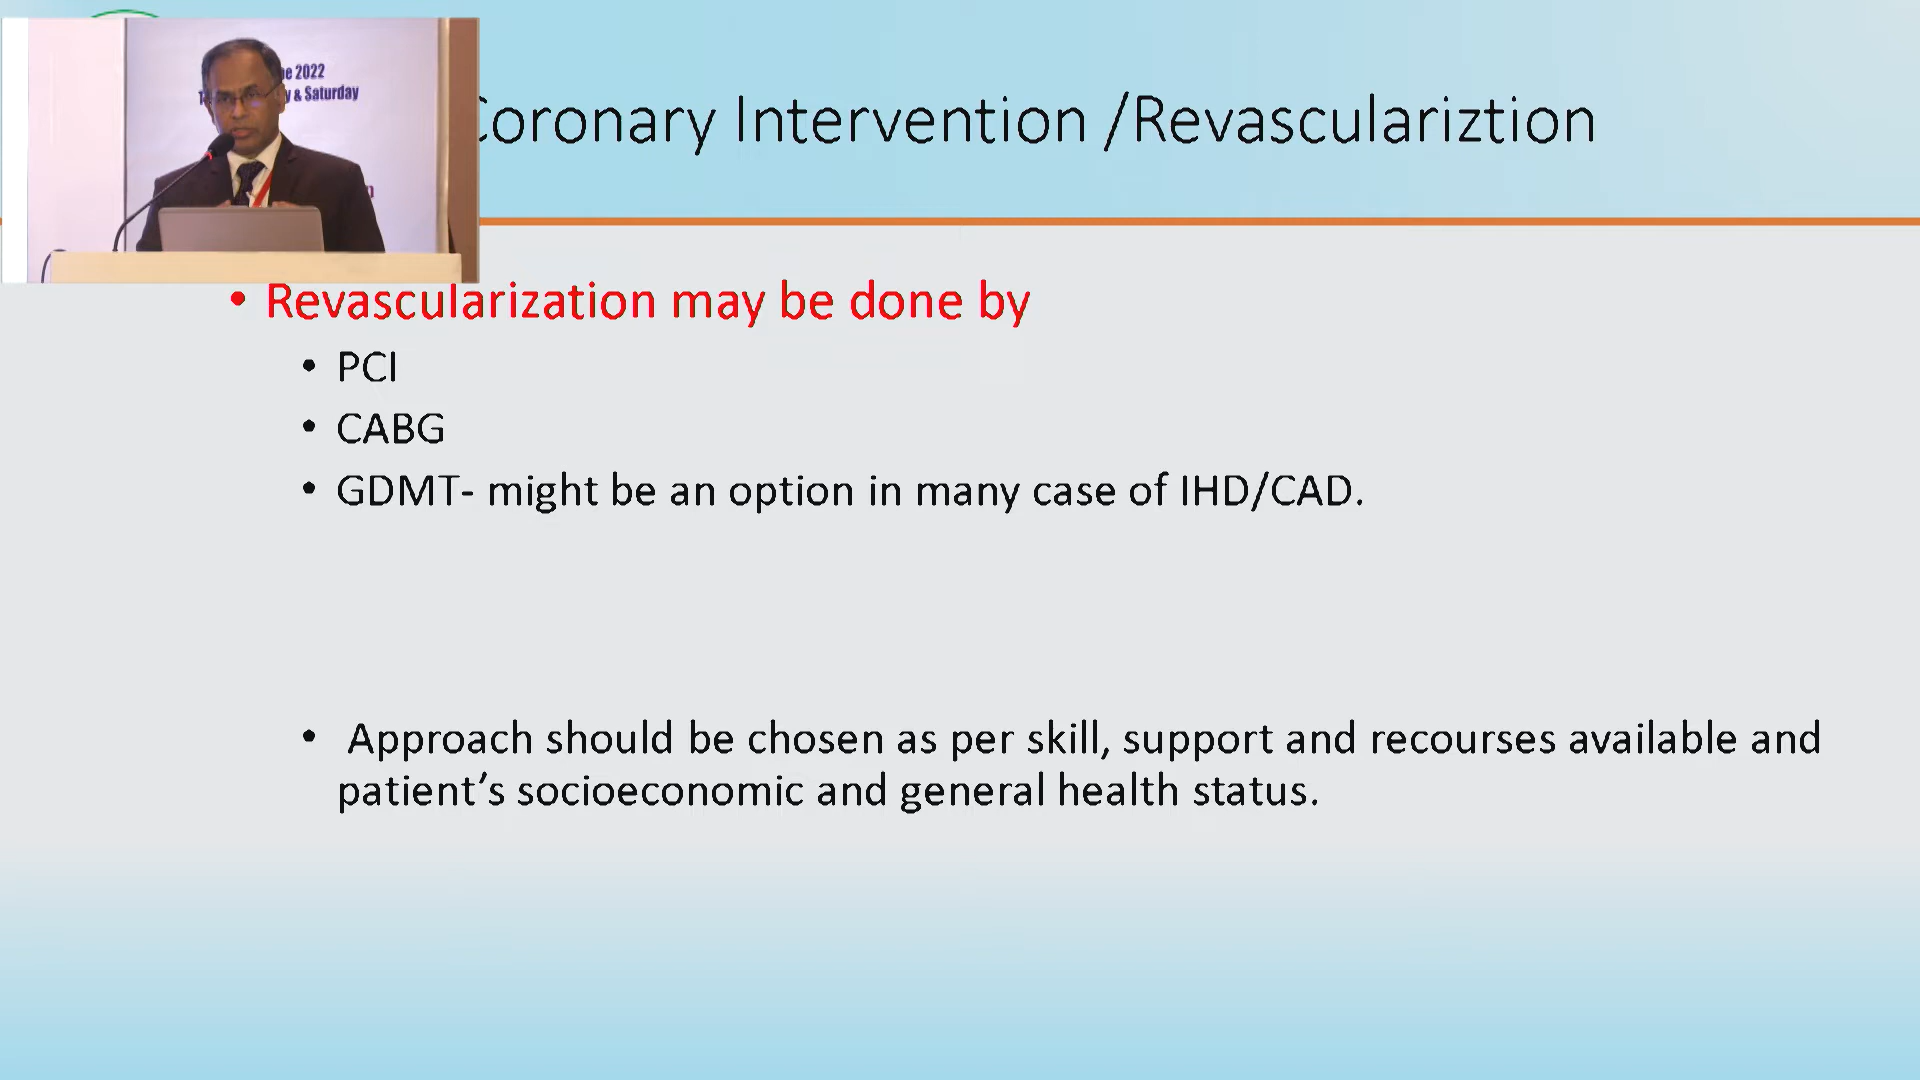 2022
& Saturday
Coronary Intervention /Revasculariztion
• Revascularization may be done by
• PCI
• CABG
• GDMT- might be an option in many case of IHD/CAD.
• Approach should be chosen as per skill, support and recourses available and
patient’s socioeconomic and general health status.